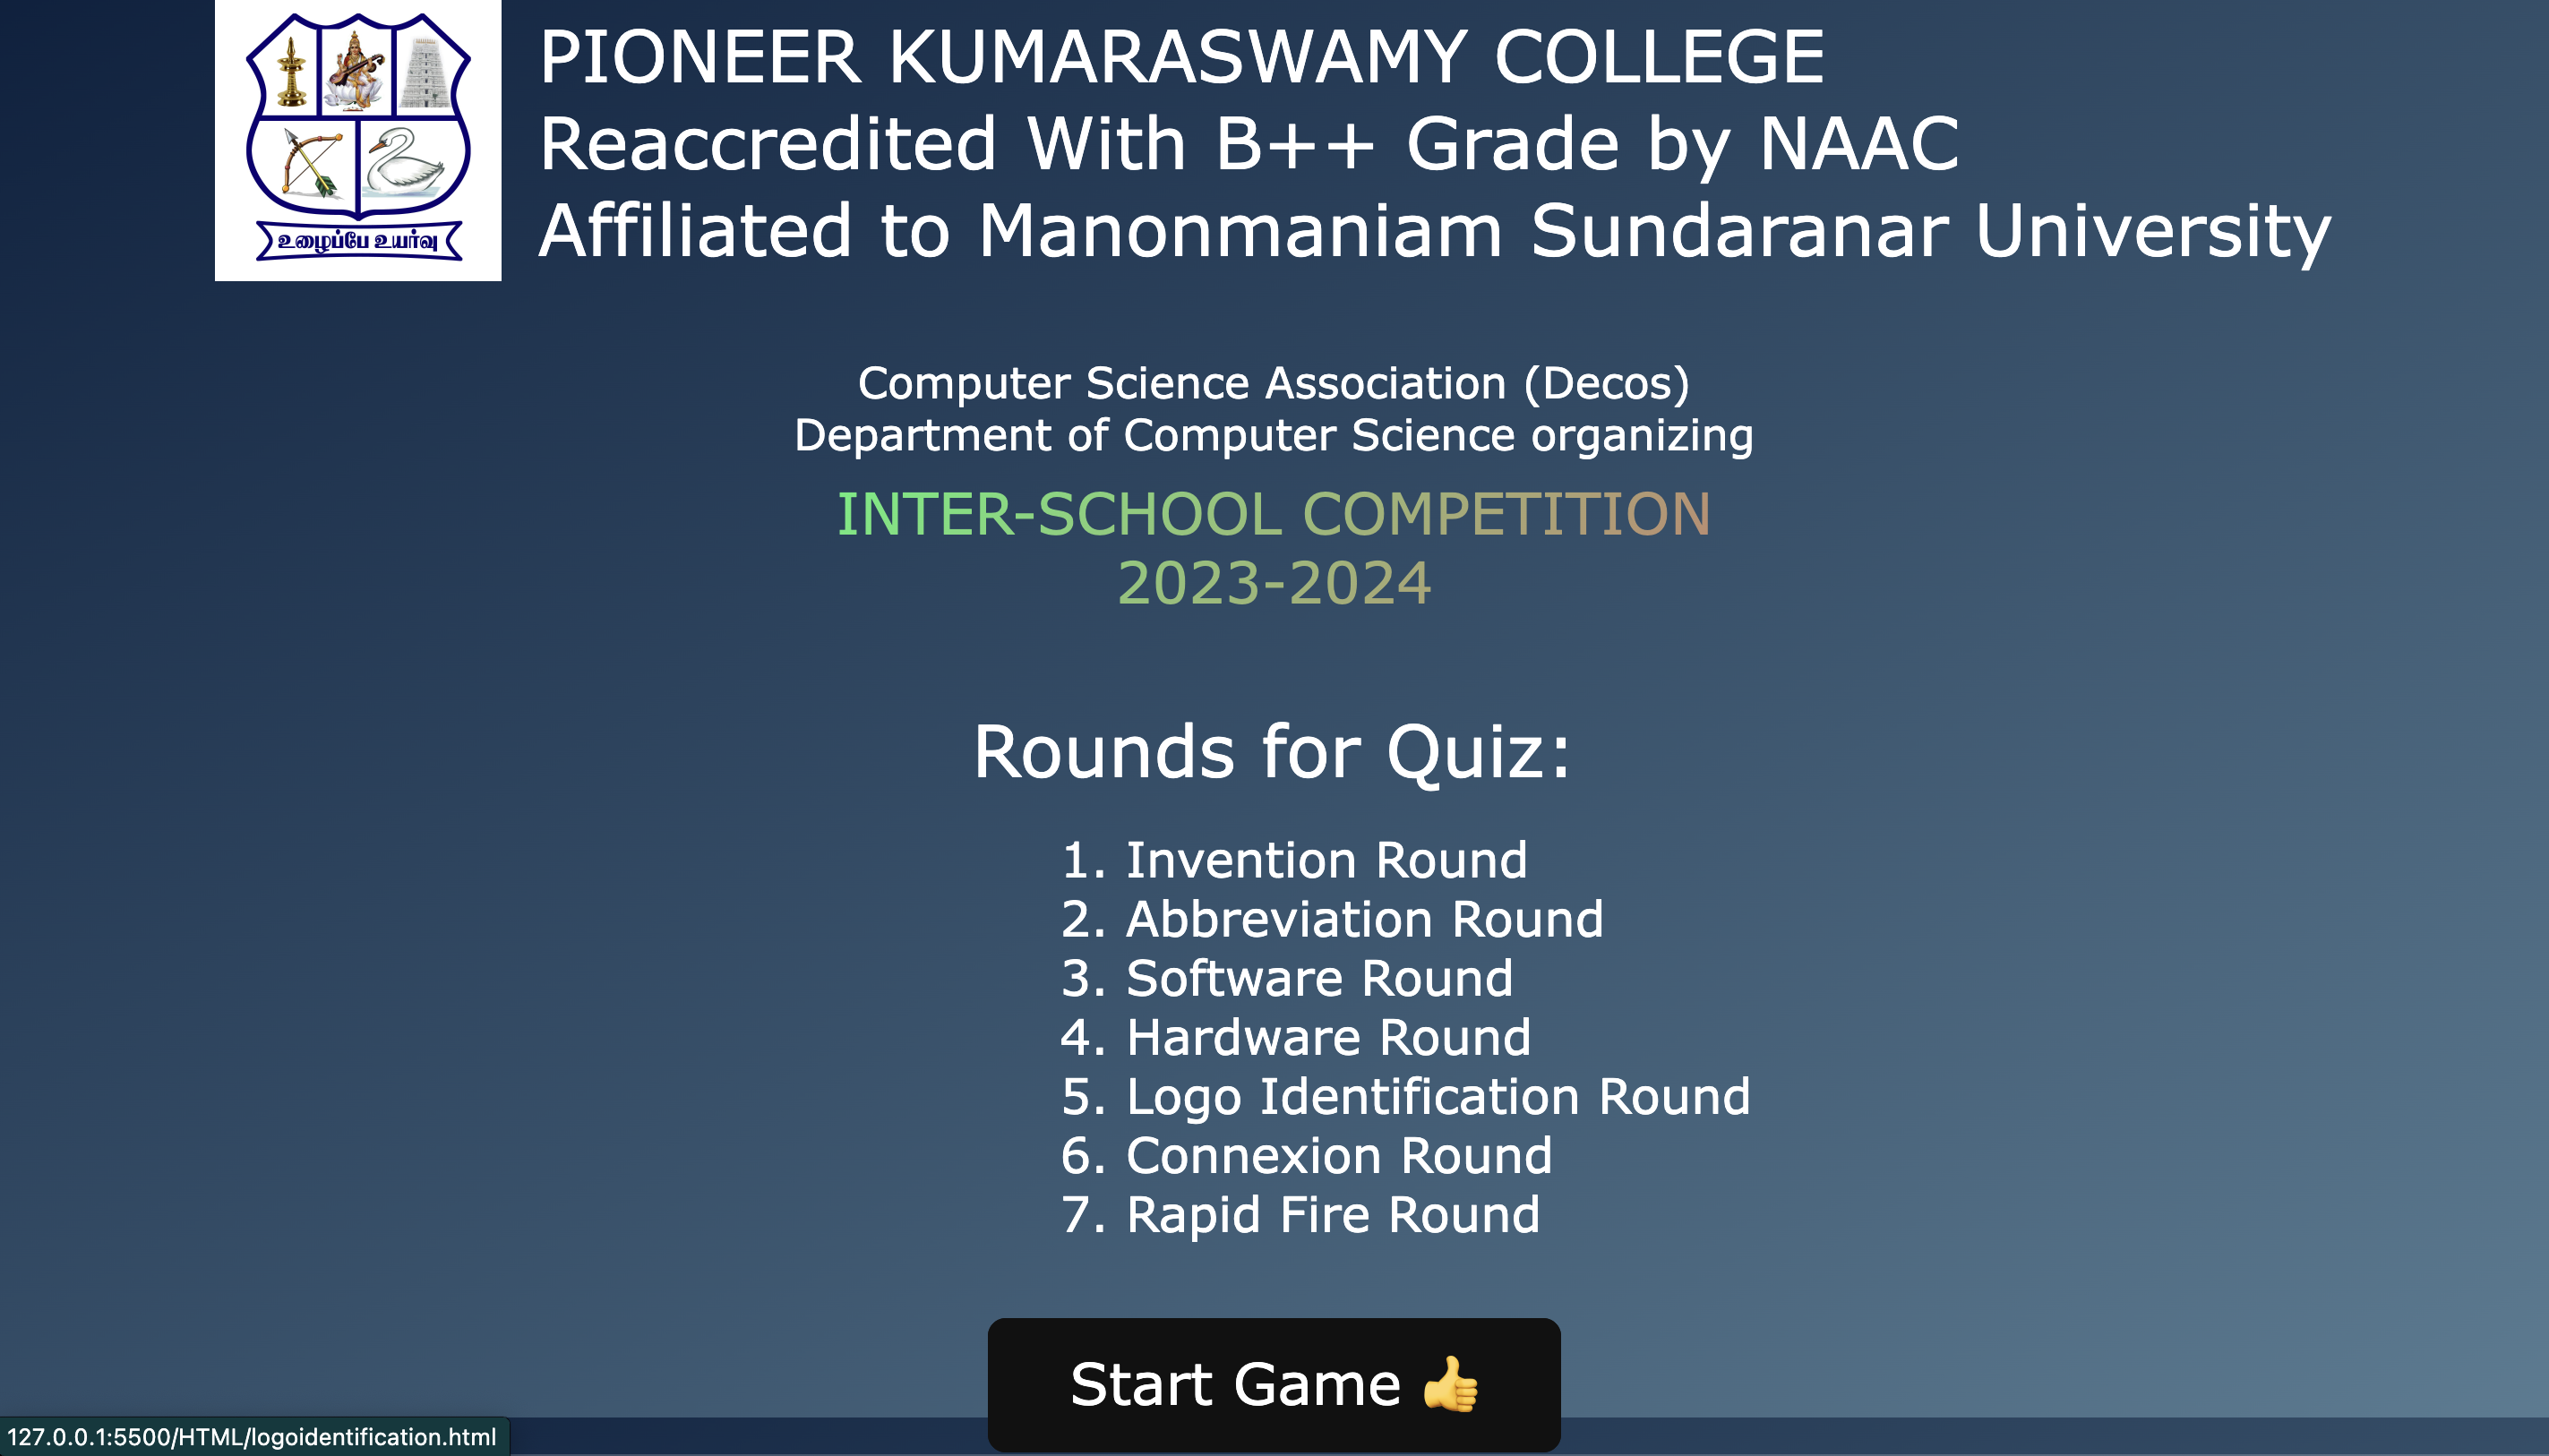 உழைப்பே உயர்வு
PIONEER KUMARASWAMY COLLEGE
Reaccredited With B++ Grade by NAAC
Affiliated to Manonmaniam Sundaranar University
Computer Science Association (Decos)
Department of Computer Science organizing
INTER-SCHOOL COMPETITION
2023-2024
Rounds for Quiz:
1. Invention Round
2. Abbreviation Round
3. Software Round
4. Hardware Round
5. Logo Identification Round
6. Connexion Round
7. Rapid Fire Round
Start Game 👍
127.0.0.1:5500/HTML/logoidentification.html